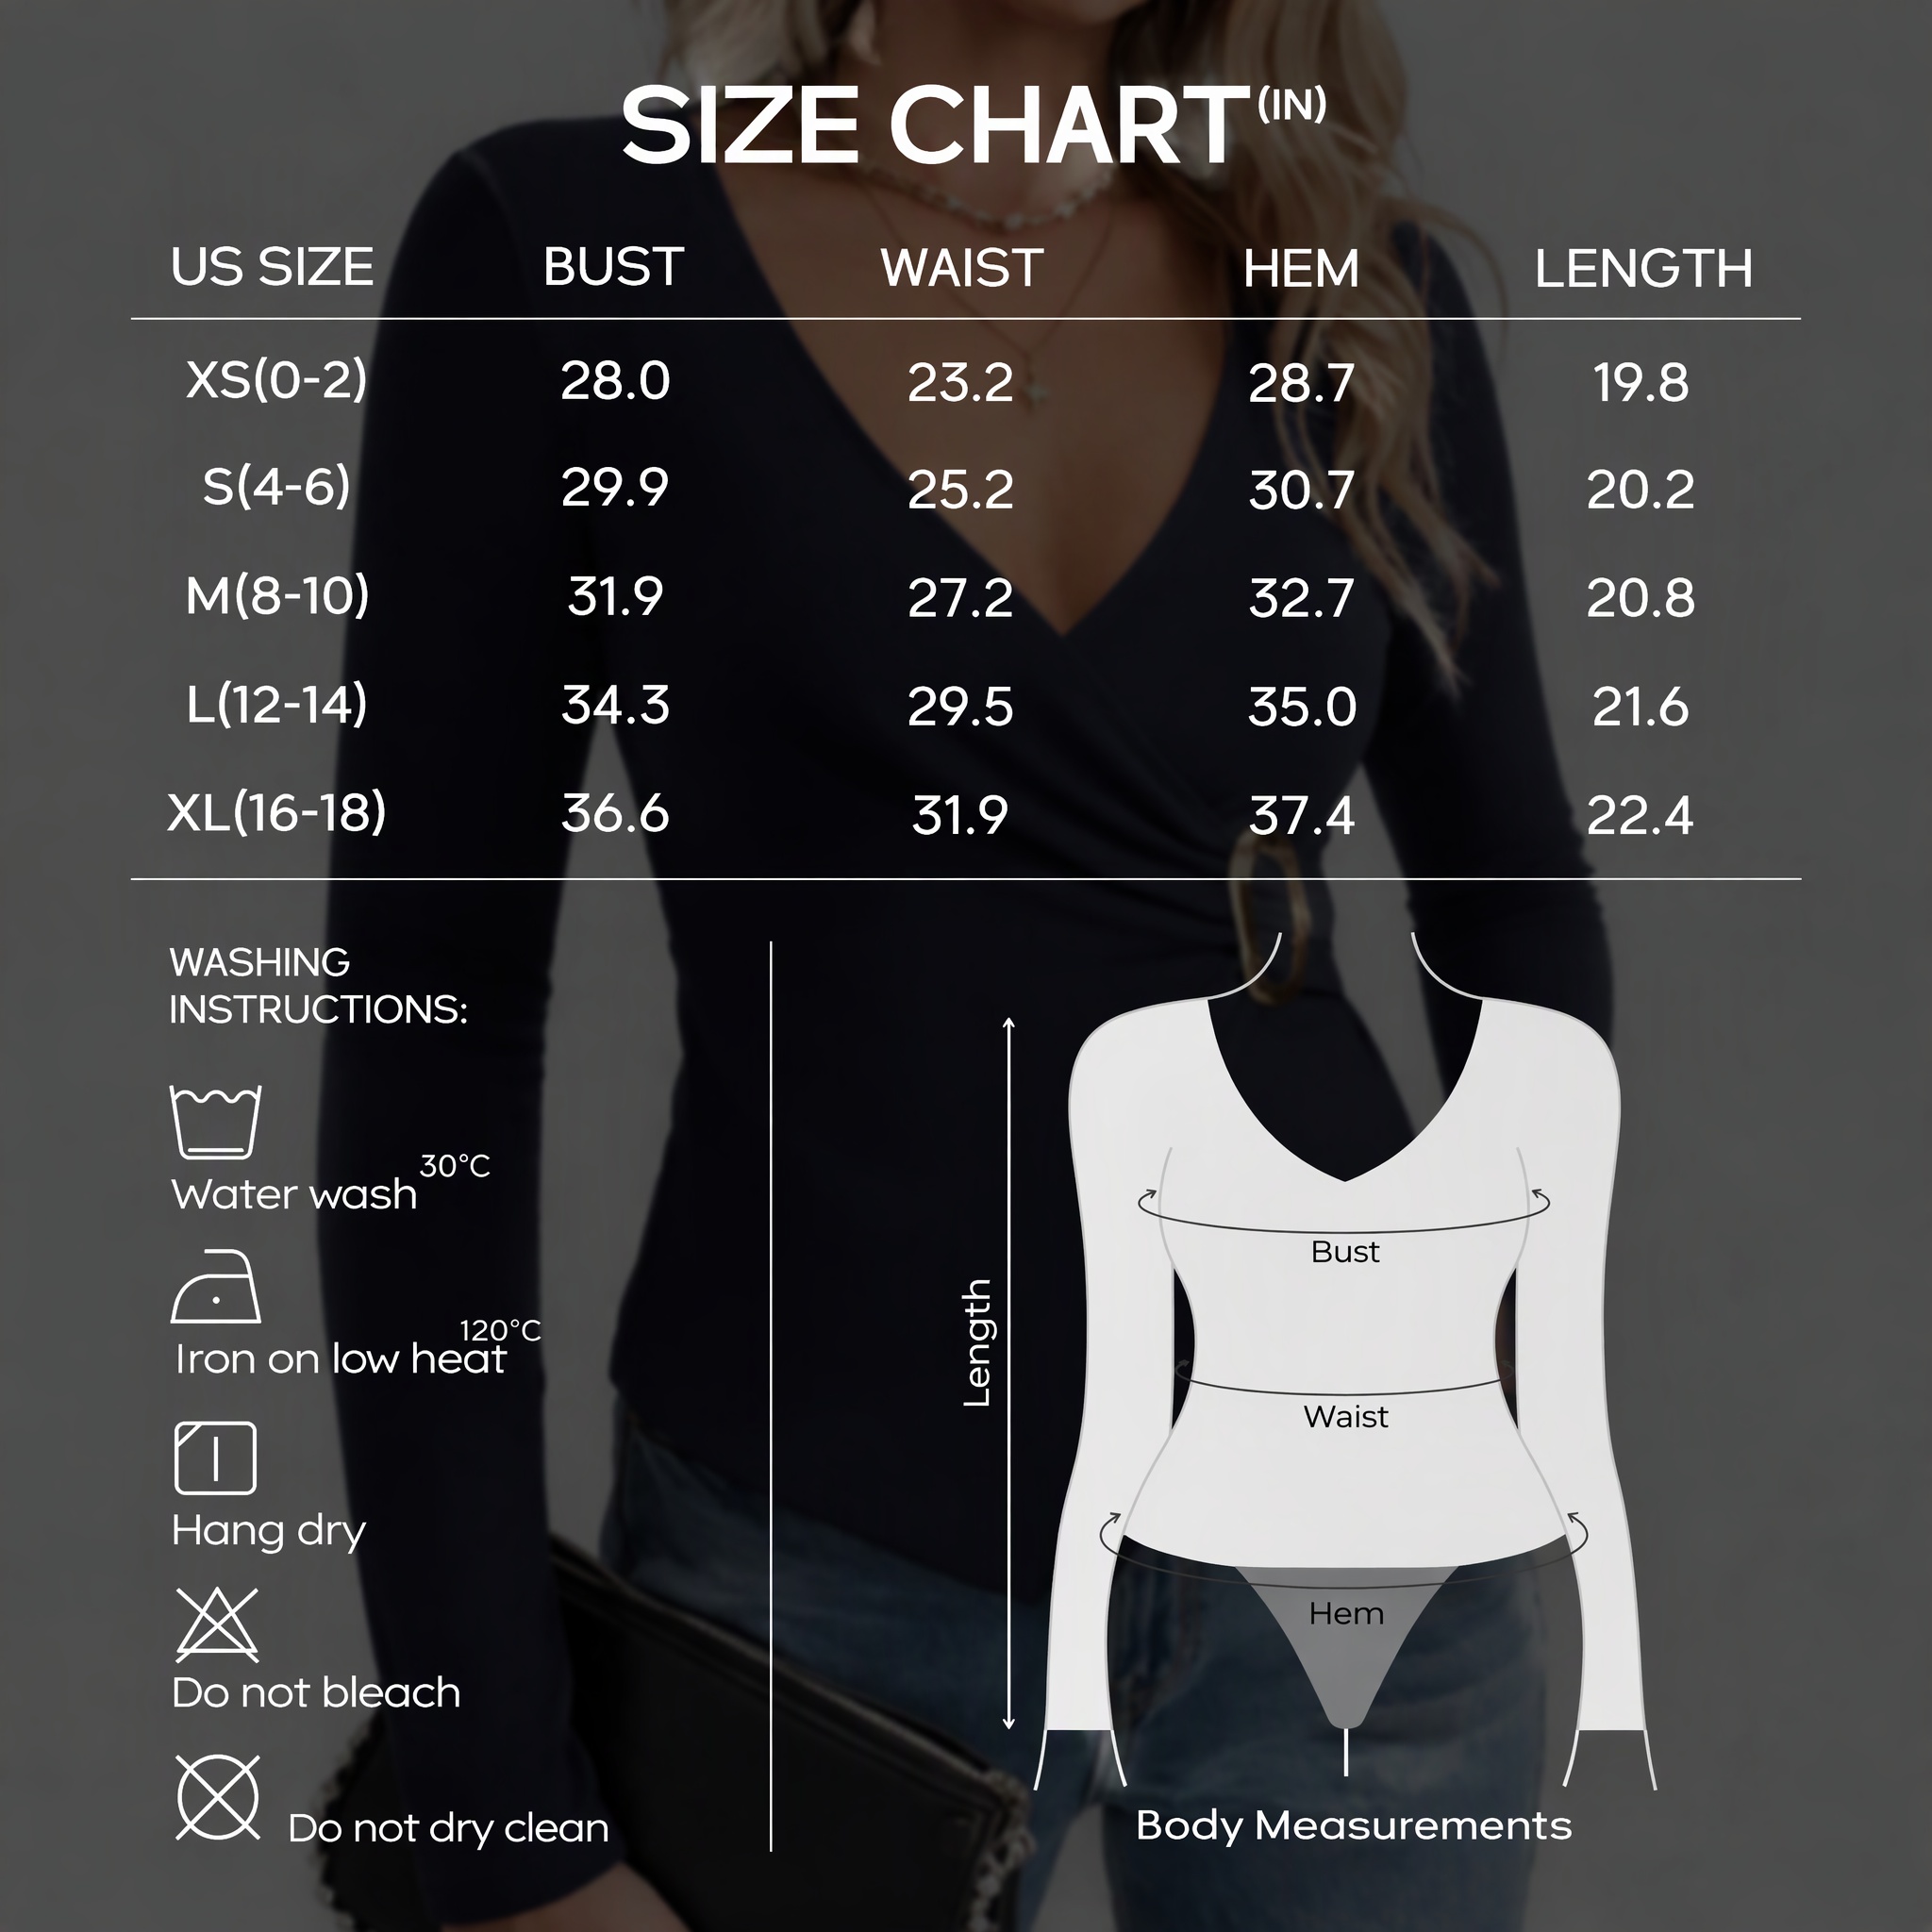 SIZE CHART (IN)
US SIZE BUST WAIST HEM LENGTH
XS(0-2) 28.0 23.2 28.7 19.8
S(4-6) 29.9 25.2 30.7 20.2
M(8-10) 31.9 27.2 32.7 20.8
L(12-14) 34.3 29.5 35.0 21.6
XL(16-18) 36.6 31.9 37.4 22.4
WASHING
INSTRUCTIONS:
Water wash 30°C
Iron on low heat 120°C
Hang dry
Do not bleach
Do not dry clean
Length
Bust
Waist
Hem
Body Measurements